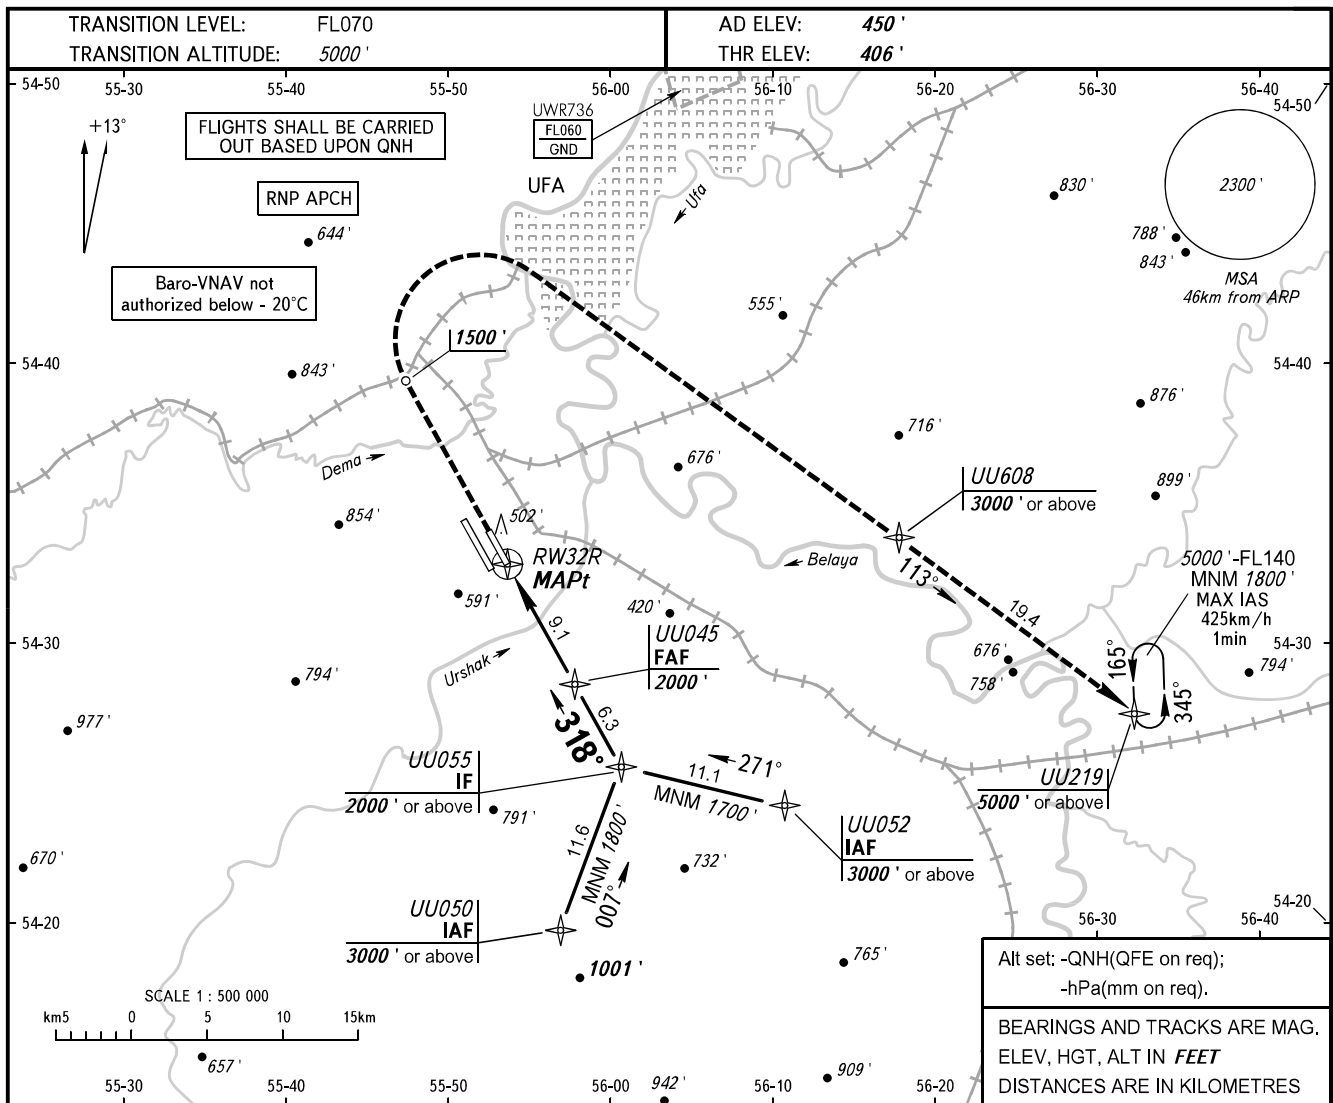 TRANSITION LEVEL: FL070
TRANSITION ALTITUDE: 5000 '
AD ELEV: 450 '
THR ELEV: 406 '
54-50
55-30
55-40
55-50
56-00
56-10
56-20
56-30
56-40
54-50
+13°
FLIGHTS SHALL BE CARRIED
OUT BASED UPON QNH
UWR736
FL060
GND
UFA
Ufa
RNP APCH
644 '
830 '
2300 '
788 '
843 '
MSA
46km from ARP
Baro-VNAV not
authorized below - 20°C
555 '
1500 '
54-40
54-40
843 '
876 '
716 '
Dema
676 '
UU608
3000 ' or above
899 '
854 '
502 '
RW32R
MAPt
Belaya
113°
5000 '-FL140
MNM 1800 '
MAX IAS
425km/h
1min
591 '
420 '
9.1
19.4
UU045
FAF
2000 '
54-30
54-30
Urshak
676 '
758 '
165°
345°
794 '
794 '
6.3
318°
977 '
UU055
IF
2000 ' or above
271°
11.1
MNM 1700 '
UU219
5000 ' or above
791 '
11.6
MNM 1800 '
007°
UU052
IAF
3000 ' or above
670 '
732 '
UU050
IAF
3000 ' or above
54-20
56-30
56-40
54-20
1001 '
765 '
Alt set: -QNH(QFE on req);
-hPa(mm on req).
SCALE 1 : 500 000
km5 0 5 10 15km
BEARINGS AND TRACKS ARE MAG.
ELEV, HGT, ALT IN FEET
DISTANCES ARE IN KILOMETRES
657 '
909 '
942 '
55-30
55-40
55-50
56-00
56-10
56-20